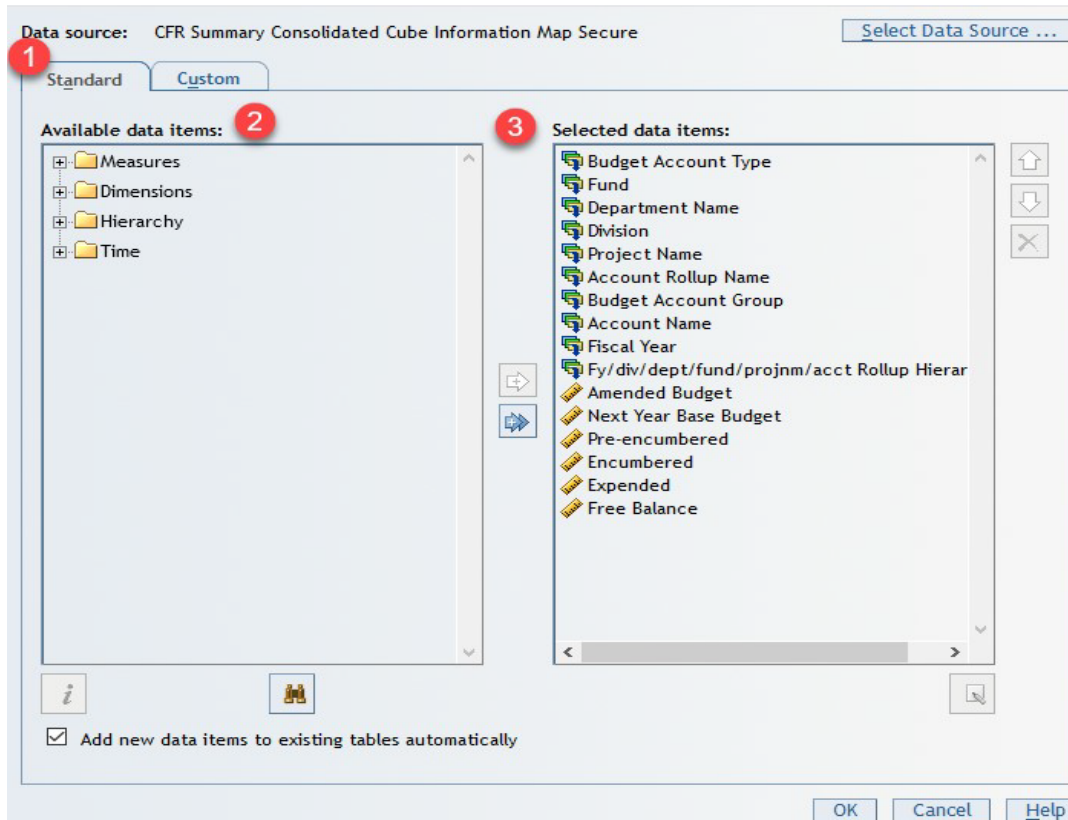 Data source: CFR Summary Consolidated Cube Information Map Secure
Select Data Source ...
1
Standard
Custom
Available data items:
2
3
Selected data items:
Measures
Dimensions
Hierarchy
Time
Budget Account Type
Fund
Department Name
Division
Project Name
Account Rollup Name
Budget Account Group
Account Name
Fiscal Year
Fy/div/dept/fund/projnm/acct Rollup Hierar
Amended Budget
Next Year Base Budget
Pre-encumbered
Encumbered
Expended
Free Balance
i
Add new data items to existing tables automatically
OK
Cancel
Help